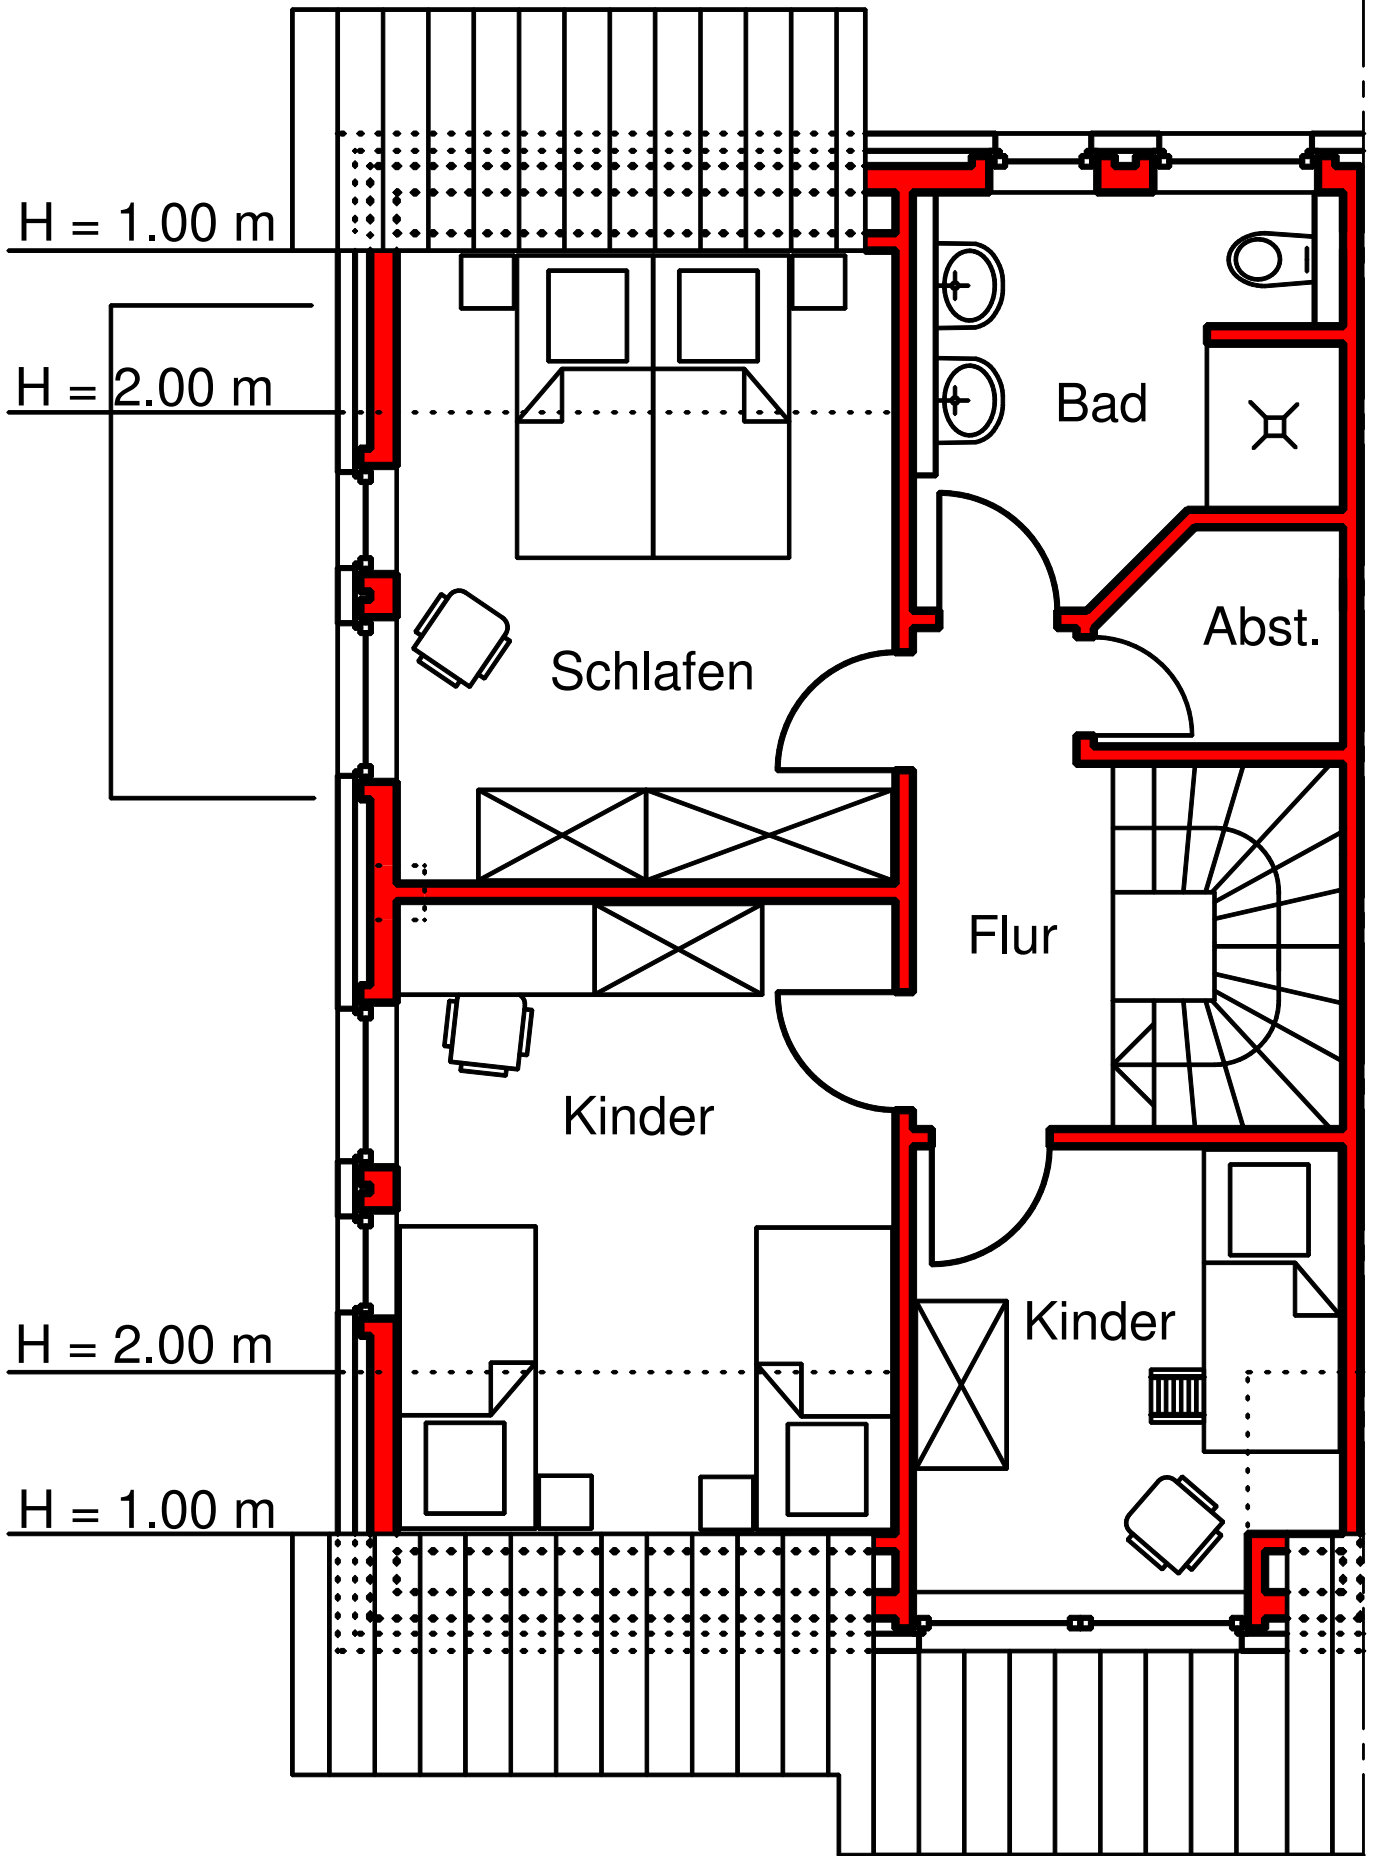 H = 1.00 m
H = 2.00 m
Bad
Abst.
Schlafen
Flur
Kinder
Kinder
H = 2.00 m
H = 1.00 m